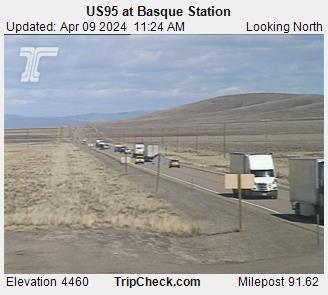 US95 at Basque Station
Updated: Apr 09 2024 11:24 AM Looking North
Elevation 4460 TripCheck.com Milepost 91.62